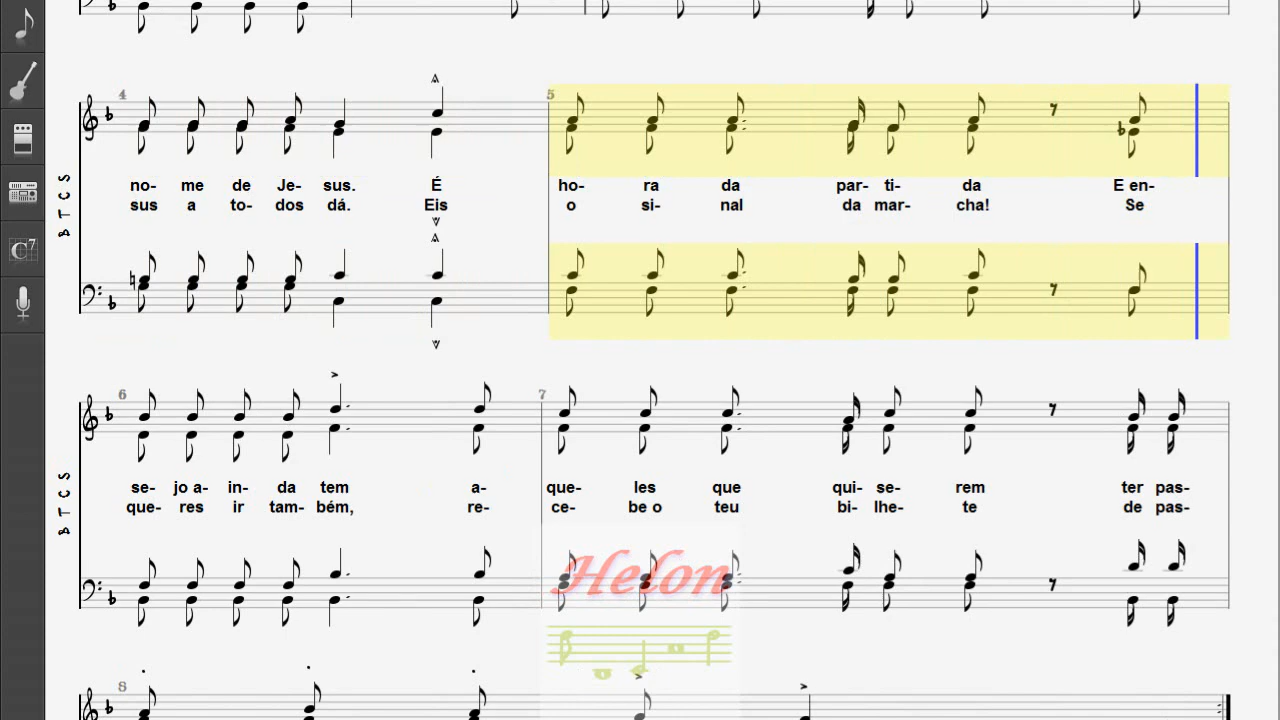 4
5
no- me de Je- sus. É ho- ra da par- ti- da E en-
sus a to- dos dá. Eis o si- nal da mar- cha! Se
S
C
T
B
C7
6
7
se- jo a- in- da tem a- que- les que qui- se- rem ter pas-
que- res ir tam- bém, re- ce- be o teu bi- lhe- te de pas-
S
C
T
B
Helon
8